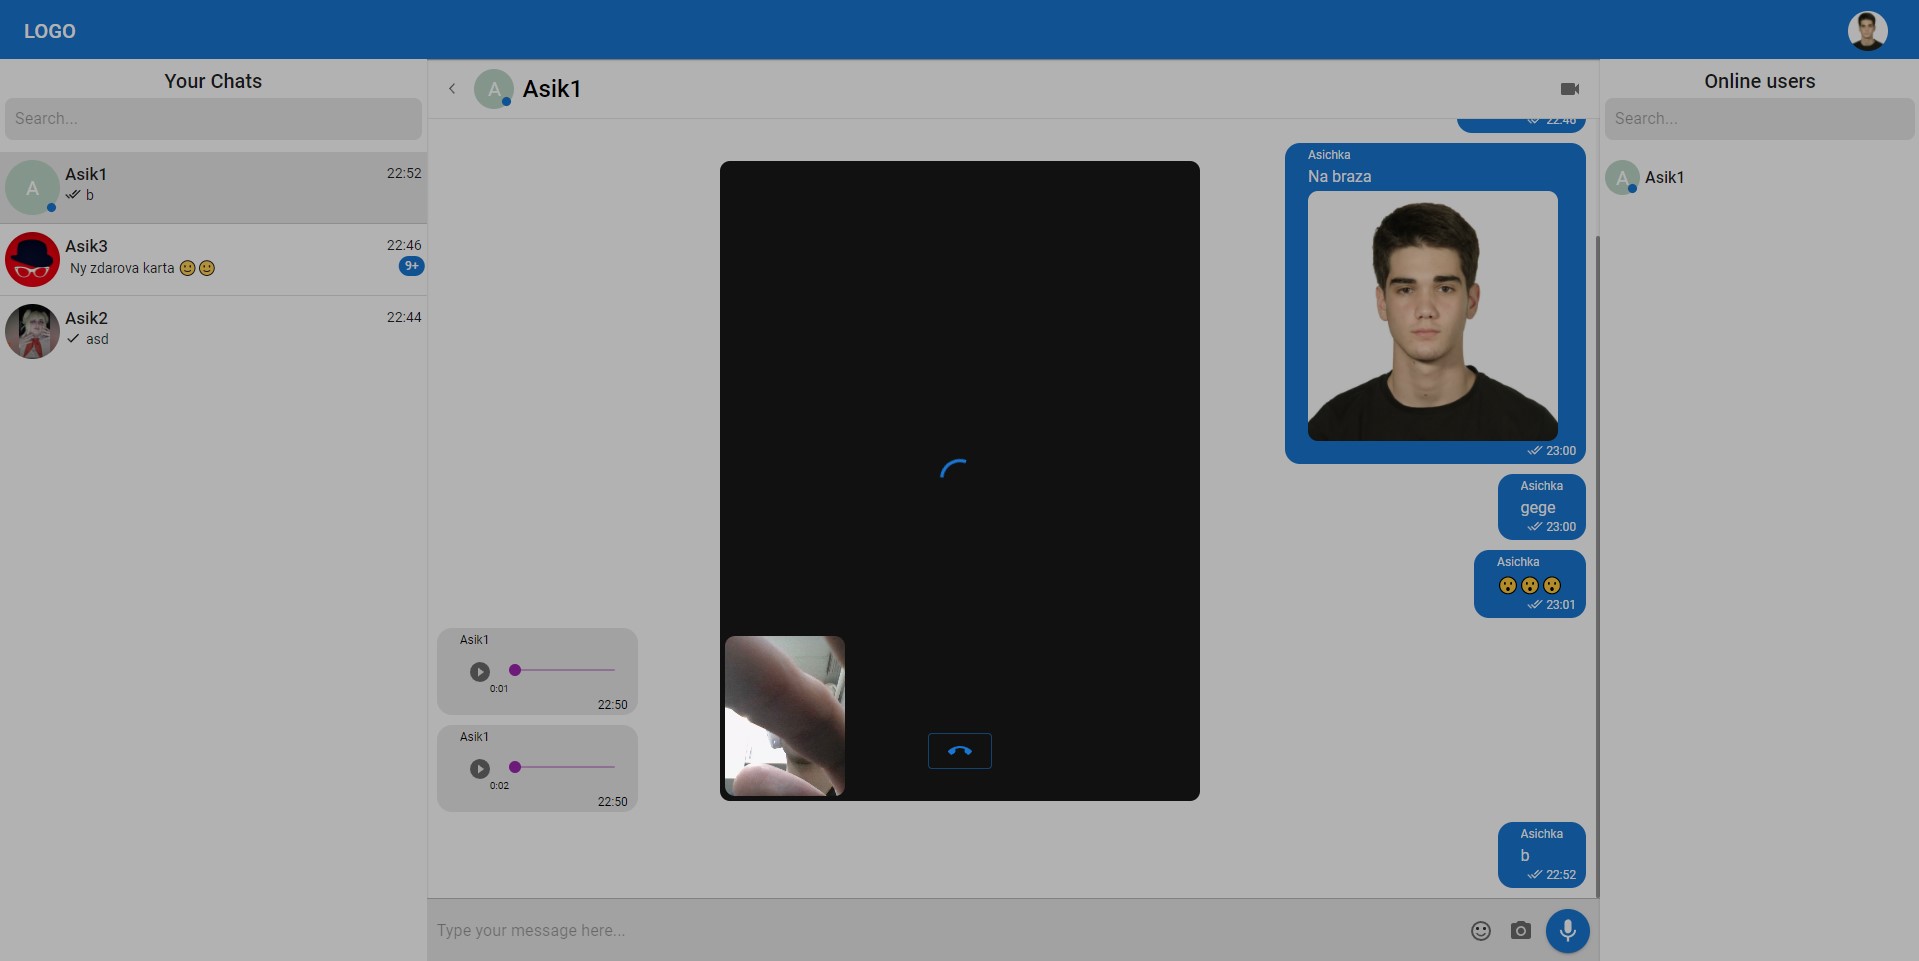 LOGO
Your Chats
Search...
Asik1
22:52
b
Asik3
22:46
Ny zdarova karta 🙂🙂
9+
Asik2
22:44
asd
A
A
Asik1
22:46
Asichka
Na braza
23:00
Asichka
gege
23:00
Asichka
😮😮😮
23:01
Asik1
0:01
22:50
Asik1
0:02
22:50
Asichka
b
22:52
Type your message here...
Online users
Search...
A
Asik1